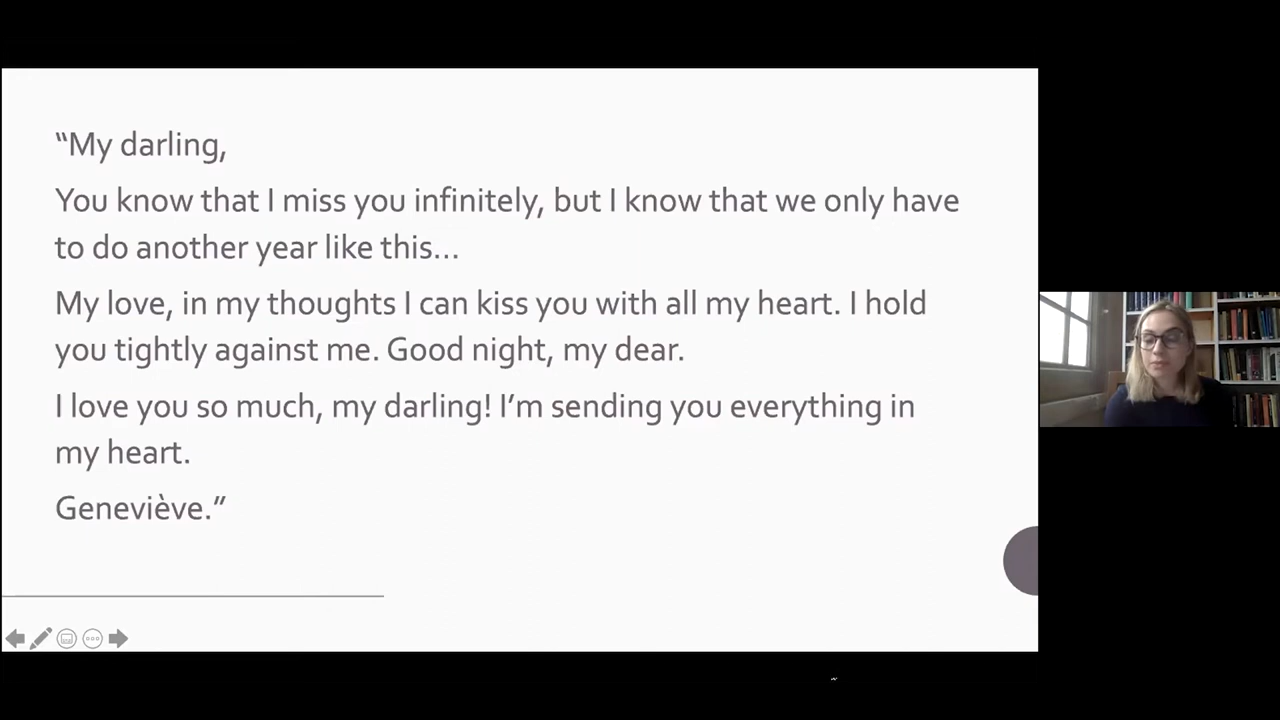 “My darling,
You know that I miss you infinitely, but I know that we only have
to do another year like this…
My love, in my thoughts I can kiss you with all my heart. I hold
you tightly against me. Good night, my dear.
I love you so much, my darling! I’m sending you everything in
my heart.
Geneviève.”